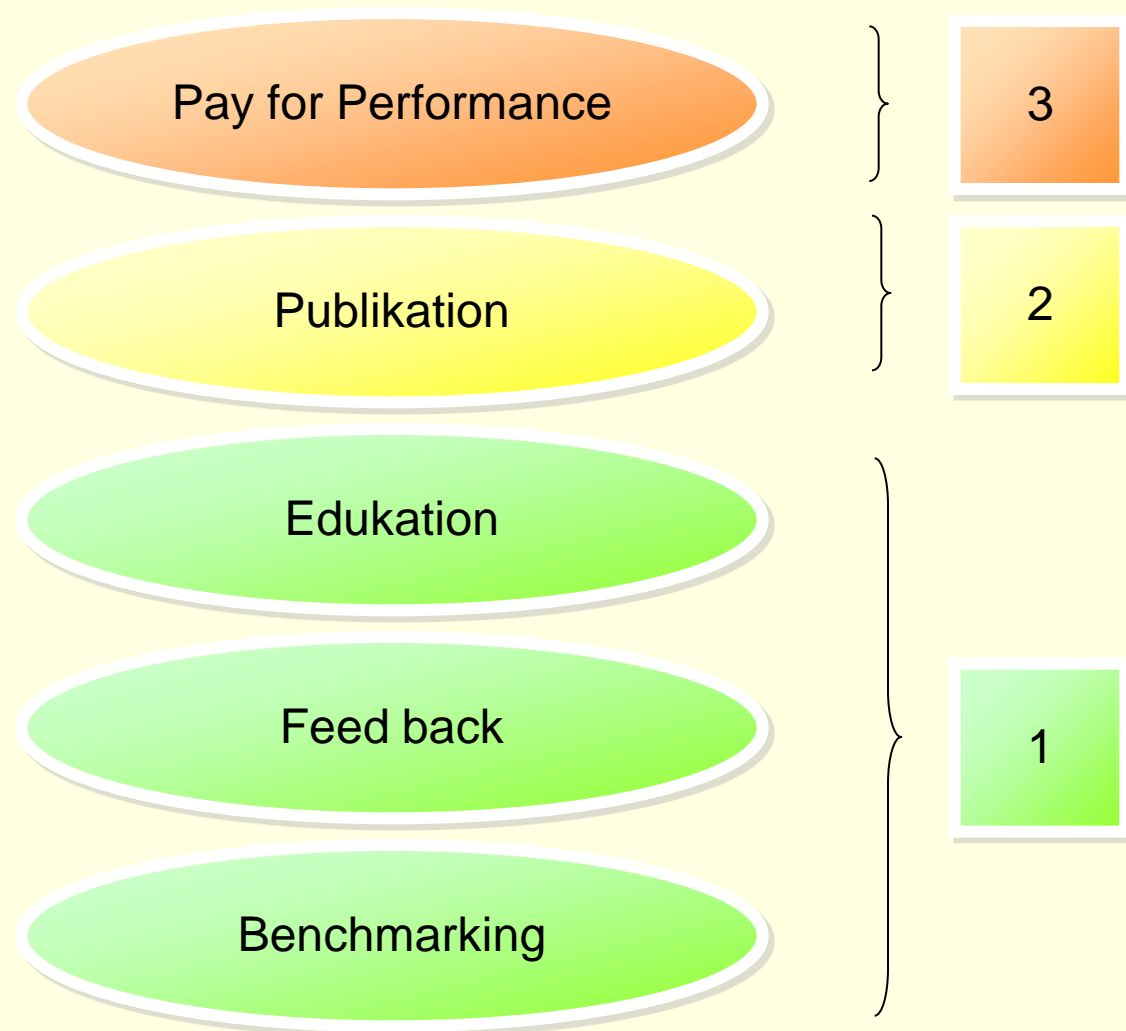 Pay for Performance
3
Publikation
2
Edukation
Feed back
1
Benchmarking